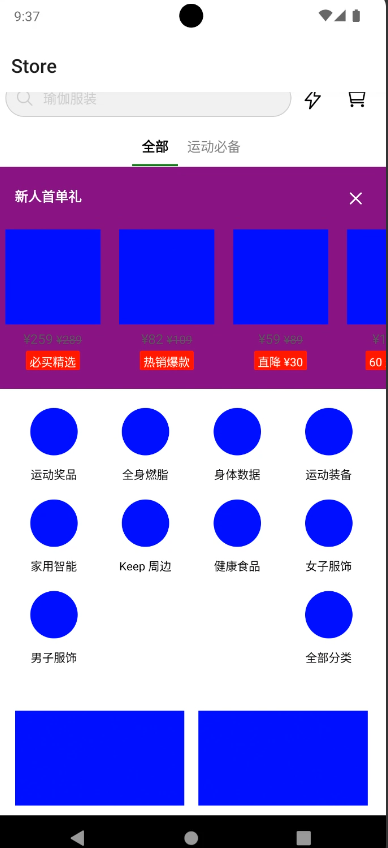 9:37
Store
瑜伽服装
全部 运动必备
新人首单礼
¥259 ¥289 ¥82 ¥109 ¥59 ¥89 ¥1
必买精选 热销爆款 直降 ¥30 60
运动奖品 全身燃脂 身体数据 运动装备
家用智能 Keep 周边 健康食品 女子服饰
男子服饰 全部分类